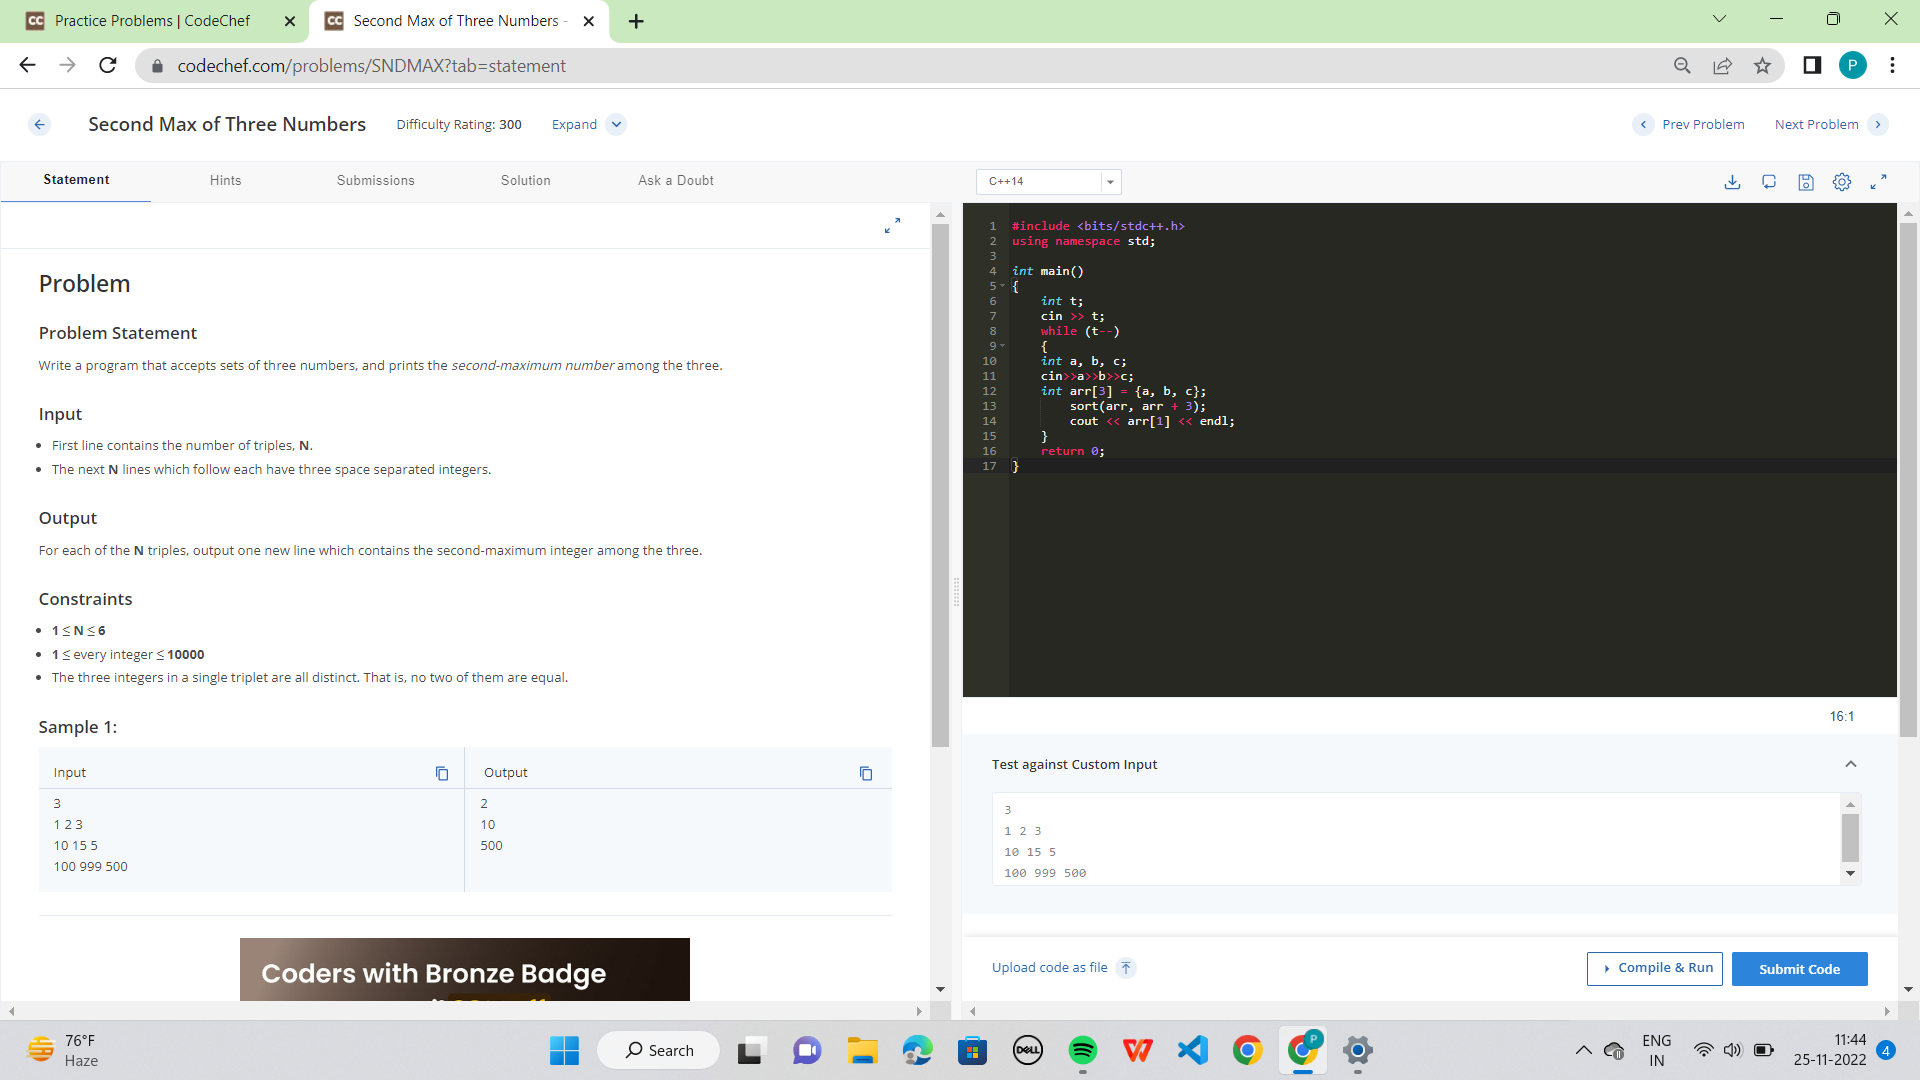 Practice Problems | CodeChef
Second Max of Three Numbers -
codechef.com/problems/SNDMAX?tab=statement
P
Second Max of Three Numbers
Difficulty Rating: 300
Expand
Prev Problem
Next Problem
Statement
Hints
Submissions
Solution
Ask a Doubt
C++14
Problem
Problem Statement
Write a program that accepts sets of three numbers, and prints the second-maximum number among the three.
Input
• First line contains the number of triples, N.
• The next N lines which follow each have three space separated integers.
Output
For each of the N triples, output one new line which contains the second-maximum integer among the three.
Constraints
• 1 ≤ N ≤ 6
• 1 ≤ every integer ≤ 10000
• The three integers in a single triplet are all distinct. That is, no two of them are equal.
Sample 1:
Input
3
1 2 3
10 15 5
100 999 500
Output
2
10
500
Coders with Bronze Badge
1 #include <bits/stdc++.h>
2 using namespace std;
3
4 int main()
5 {
6 int t;
7 cin >> t;
8 while (t--)
9 {
10 int a, b, c;
11 cin>>a>>b>>c;
12 int arr[3] = {a, b, c};
13 sort(arr, arr + 3);
14 cout << arr[1] << endl;
15 }
16 return 0;
17 }
16:1
Test against Custom Input
3
1 2 3
10 15 5
100 999 500
Upload code as file
Compile & Run
Submit Code
76°F
Haze
Search
DELL
P
ENG
IN
11:44
25-11-2022
4